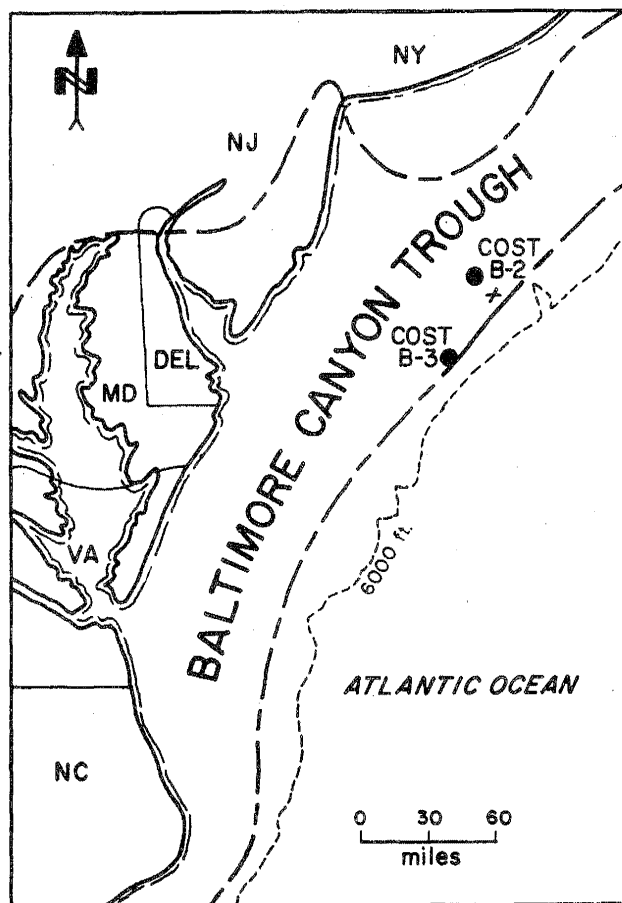 N
NY
NJ
COST
B-2
COST
B-3
DEL
MD
BALTIMORE CANYON TROUGH
VA
6000 ft.
ATLANTIC OCEAN
NC
0 30 60
miles